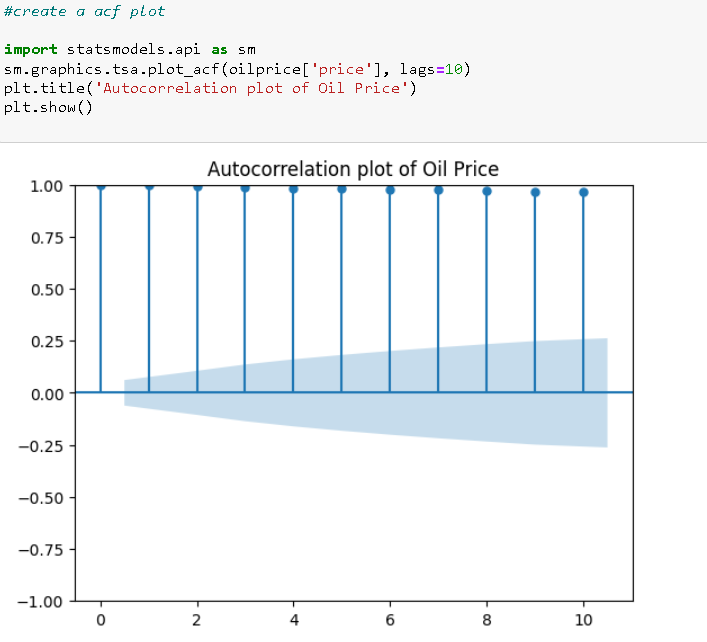 #create a acf plot
import statsmodels.api as sm
sm.graphics.tsa.plot_acf(oilprice['price'], lags=10)
plt.title('Autocorrelation plot of Oil Price')
plt.show()
Autocorrelation plot of Oil Price
1.00
0.75
0.50
0.25
0.00
−0.25
−0.50
−0.75
−1.00
0 2 4 6 8 10